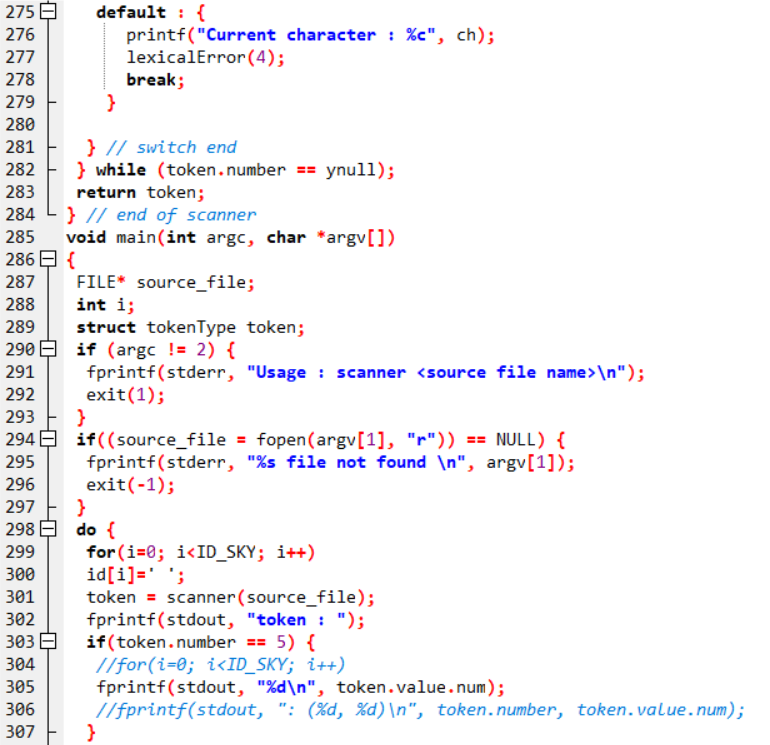 275 default : {
276 printf("Current character : %c", ch);
277 lexicalError(4);
278 break;
279 }
280
281 } // switch end
282 } while (token.number == ynull);
283 return token;
284 } // end of scanner
285 void main(int argc, char *argv[])
286 {
287 FILE* source_file;
288 int i;
289 struct tokenType token;
290 if (argc != 2) {
291 fprintf(stderr, "Usage : scanner <source file name>\n");
292 exit(1);
293 }
294 if((source_file = fopen(argv[1], "r")) == NULL) {
295 fprintf(stderr, "%s file not found \n", argv[1]);
296 exit(-1);
297 }
298 do {
299 for(i=0; i<ID_SKY; i++)
300 id[i]=' ';
301 token = scanner(source_file);
302 fprintf(stdout, "token : ");
303 if(token.number == 5) {
304 //for(i=0; i<ID_SKY; i++)
305 fprintf(stdout, "%d\n", token.value.num);
306 //fprintf(stdout, ": (%d, %d)\n", token.number, token.value.num);
307 }